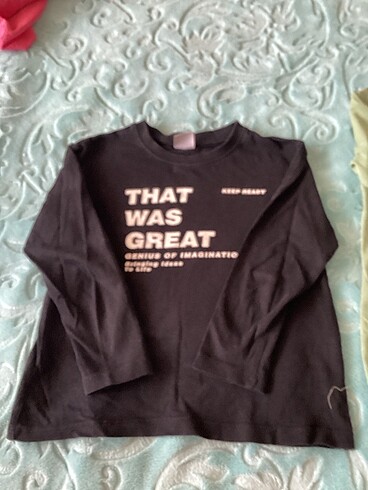 THAT
KEEP READY
WAS
GREAT
GENIUS OF IMAGINATIO
Bringing Ideas
To Life